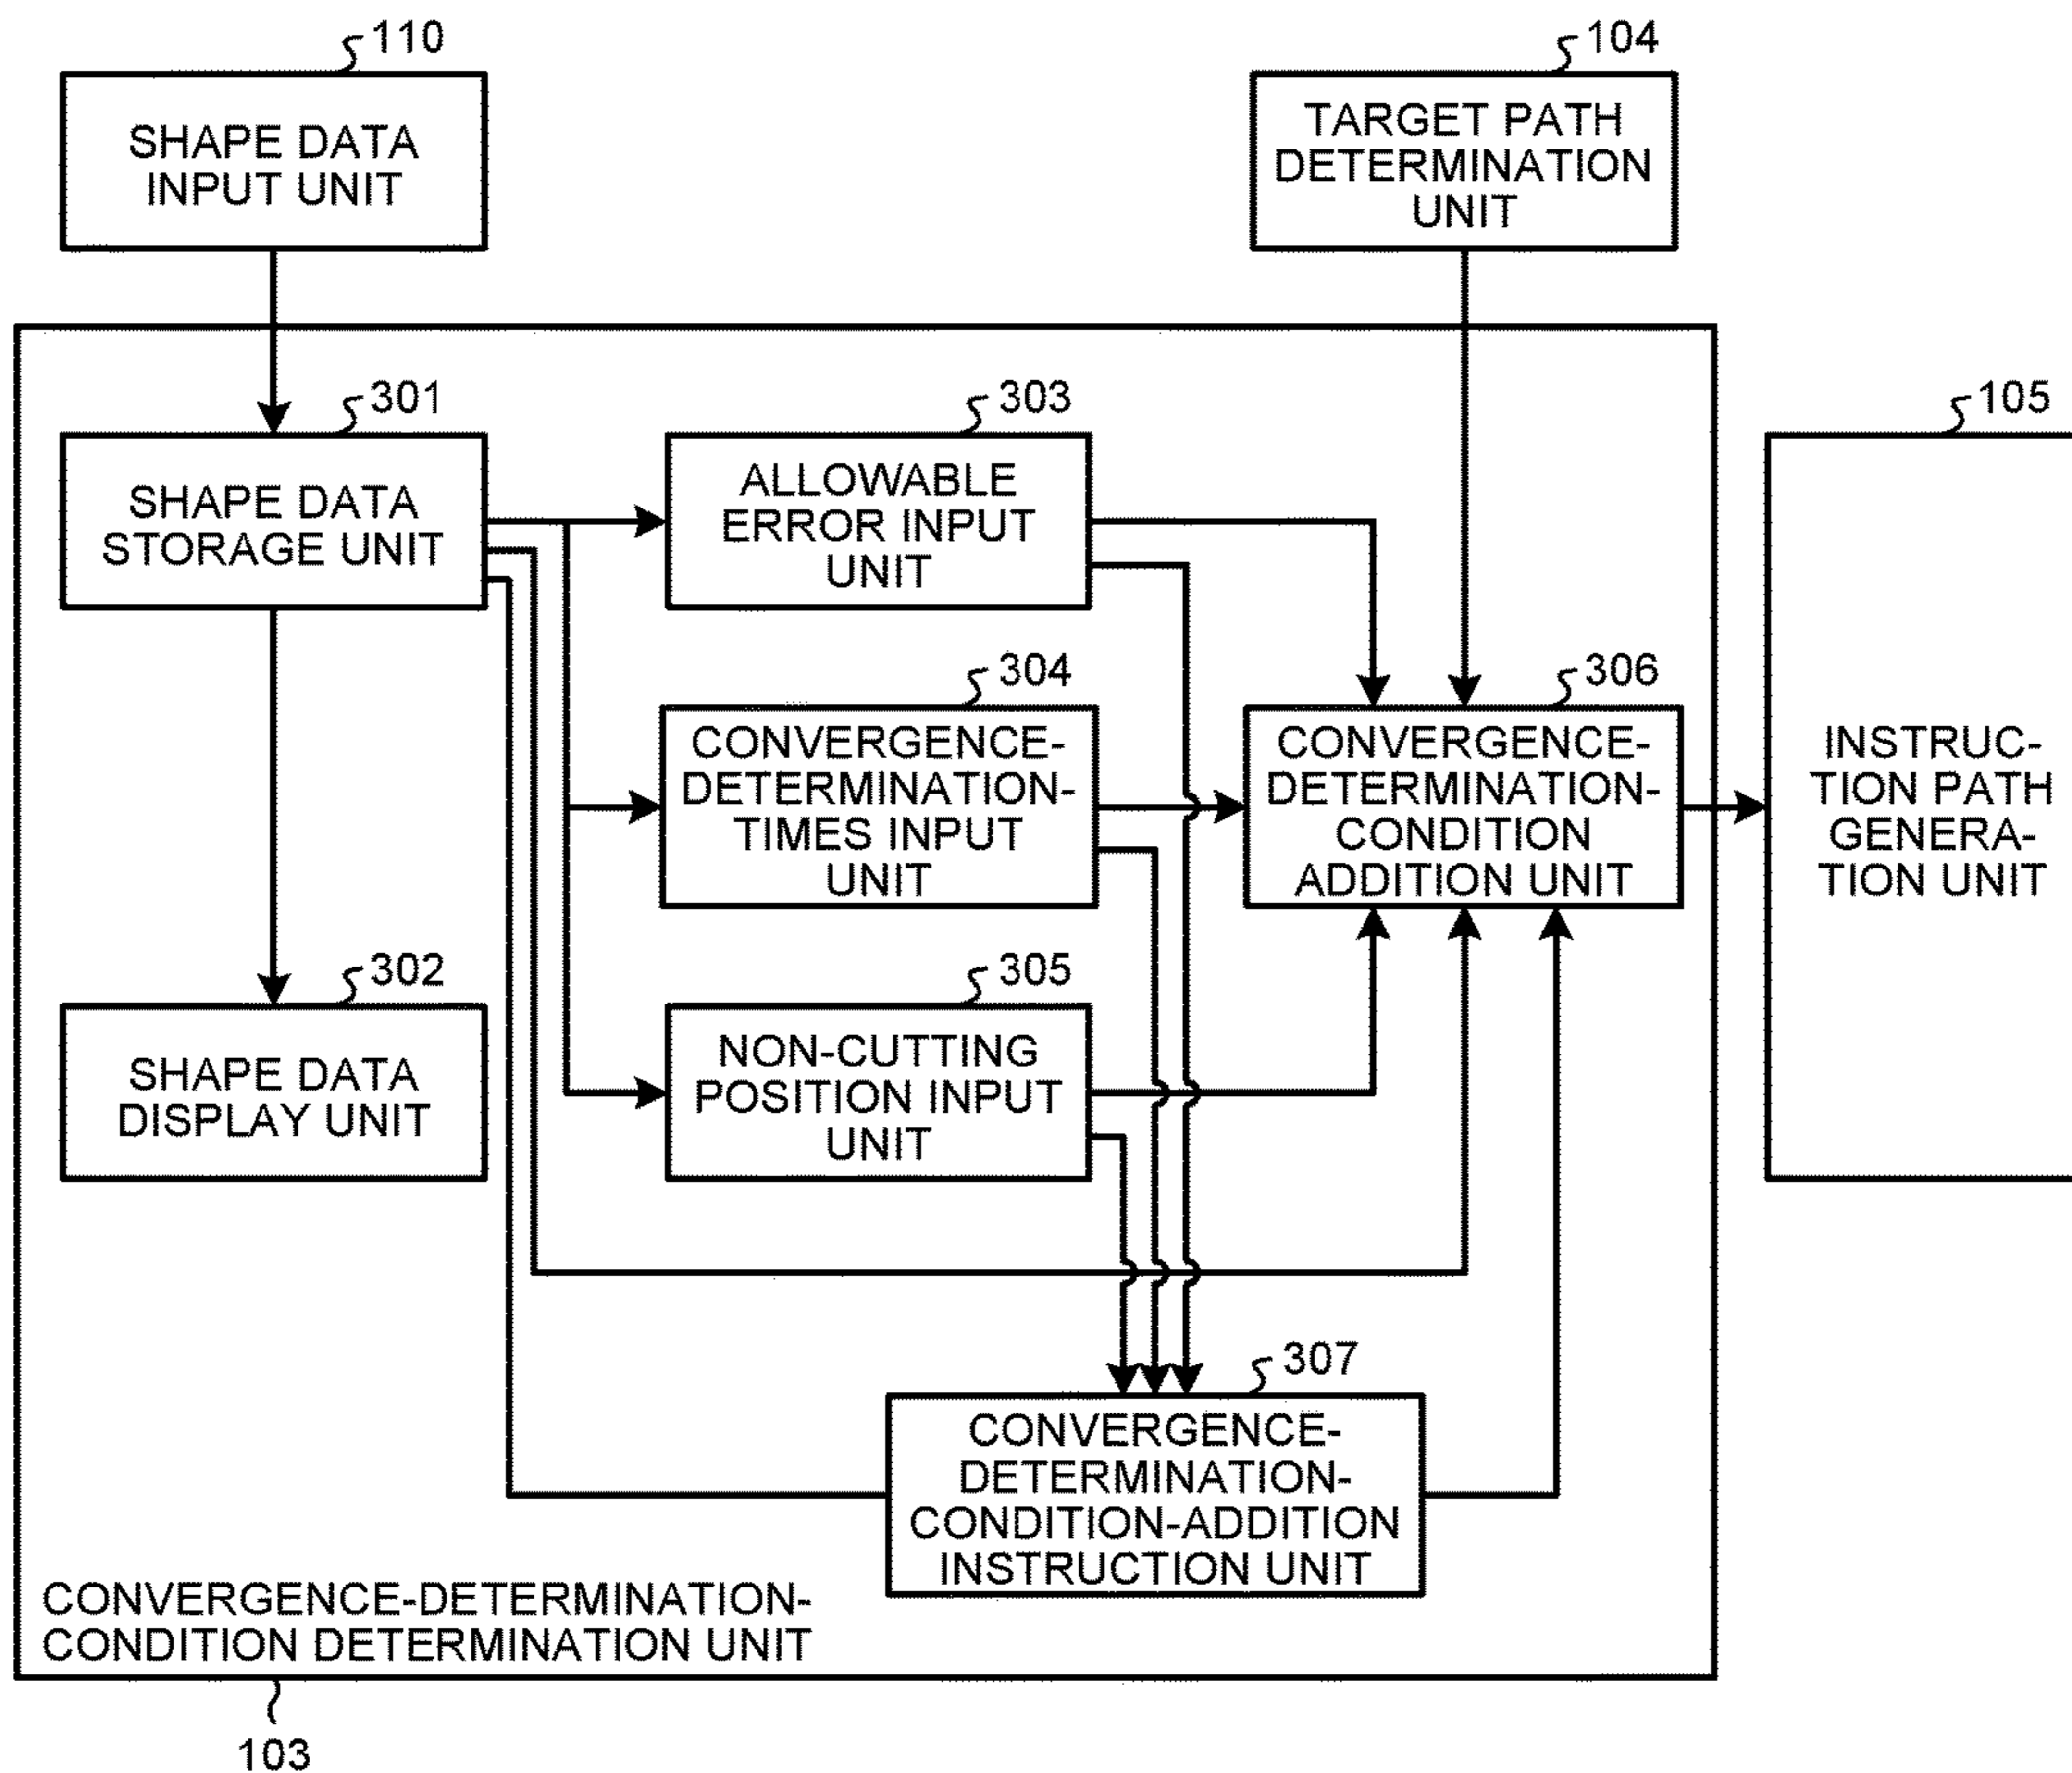 110
SHAPE DATA
INPUT UNIT
104
TARGET PATH
DETERMINATION
UNIT
301
SHAPE DATA
STORAGE UNIT
303
ALLOWABLE
ERROR INPUT
UNIT
105
INSTRUC-
TION PATH
GENERA-
TION UNIT
304
CONVERGENCE-
DETERMINATION-
TIMES INPUT
UNIT
306
CONVERGENCE-
DETERMINATION-
CONDITION
ADDITION UNIT
302
SHAPE DATA
DISPLAY UNIT
305
NON-CUTTING
POSITION INPUT
UNIT
307
CONVERGENCE-
DETERMINATION-
CONDITION-ADDITION
INSTRUCTION UNIT
CONVERGENCE-DETERMINATION-
CONDITION DETERMINATION UNIT
103